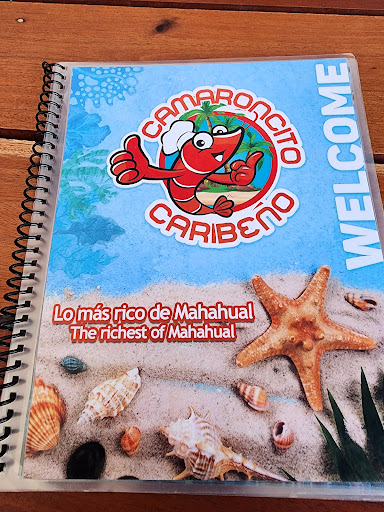 CAMARONCITO
CARIBEÑO
WELCOME
Lo más rico de Mahahual
The richest of Mahahual